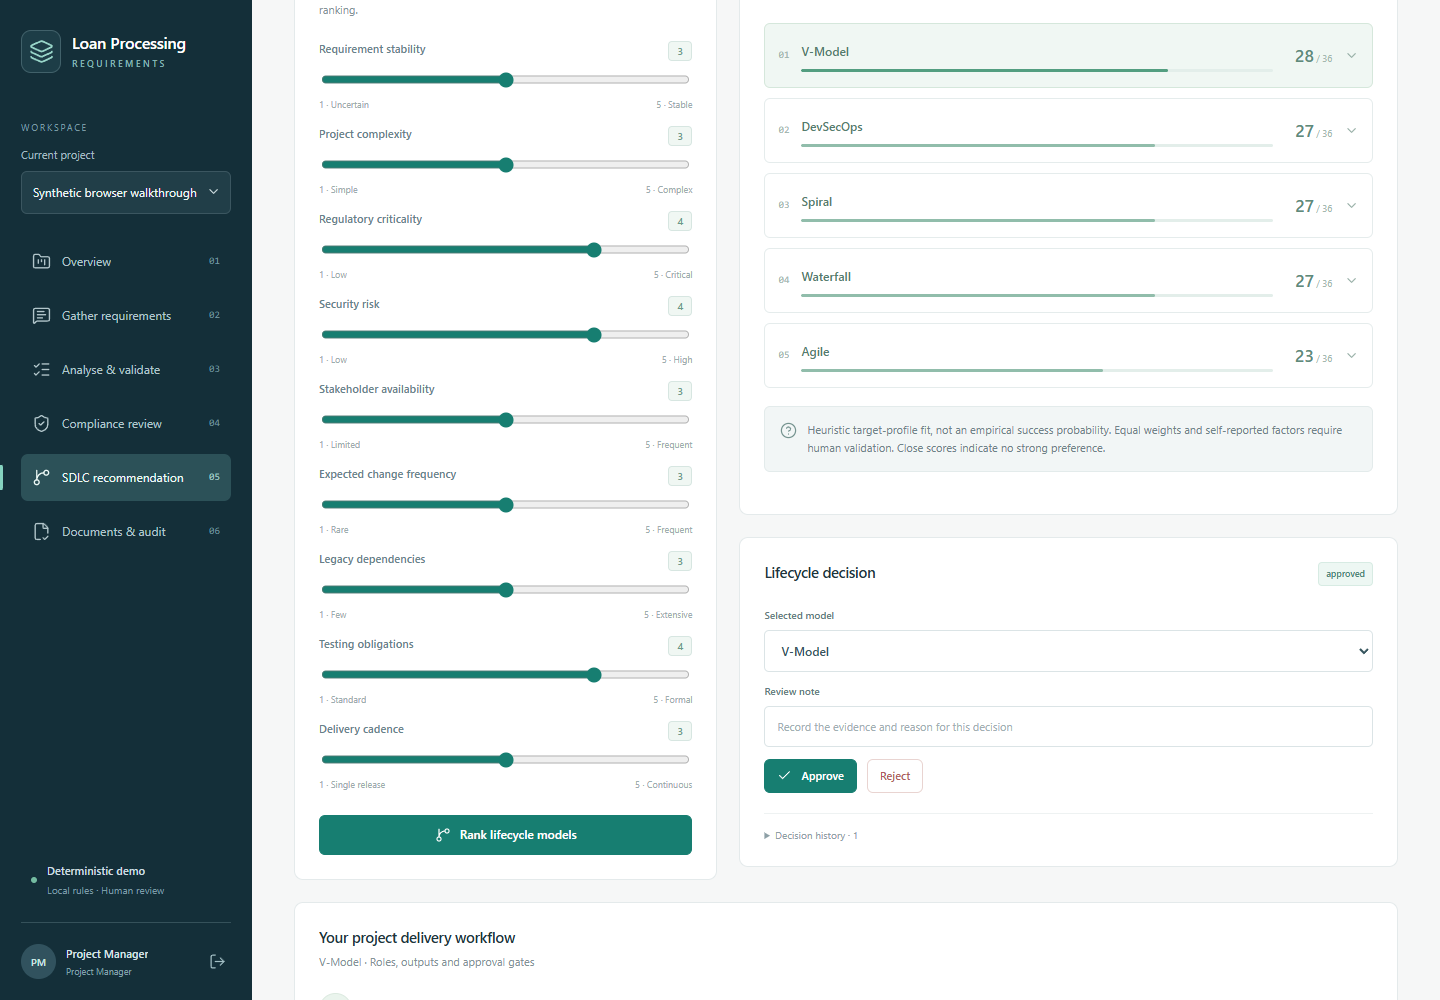 Loan Processing
REQUIREMENTS
WORKSPACE
Current project
Synthetic browser walkthrough
Overview 01
Gather requirements 02
Analyse & validate 03
Compliance review 04
SDLC recommendation 05
Documents & audit 06
Deterministic demo
Local rules · Human review
PM
Project Manager
Project Manager
ranking.
Requirement stability 3
1 · Uncertain 5 · Stable
Project complexity 3
1 · Simple 5 · Complex
Regulatory criticality 4
1 · Low 5 · Critical
Security risk 4
1 · Low 5 · High
Stakeholder availability 3
1 · Limited 5 · Frequent
Expected change frequency 3
1 · Rare 5 · Frequent
Legacy dependencies 3
1 · Few 5 · Extensive
Testing obligations 4
1 · Standard 5 · Formal
Delivery cadence 3
1 · Single release 5 · Continuous
Rank lifecycle models
01 V-Model 28 / 36
02 DevSecOps 27 / 36
03 Spiral 27 / 36
04 Waterfall 27 / 36
05 Agile 23 / 36
Heuristic target-profile fit, not an empirical success probability. Equal weights and self-reported factors require
human validation. Close scores indicate no strong preference.
Lifecycle decision approved
Selected model
V-Model
Review note
Record the evidence and reason for this decision
Approve Reject
Decision history · 1
Your project delivery workflow
V-Model · Roles, outputs and approval gates